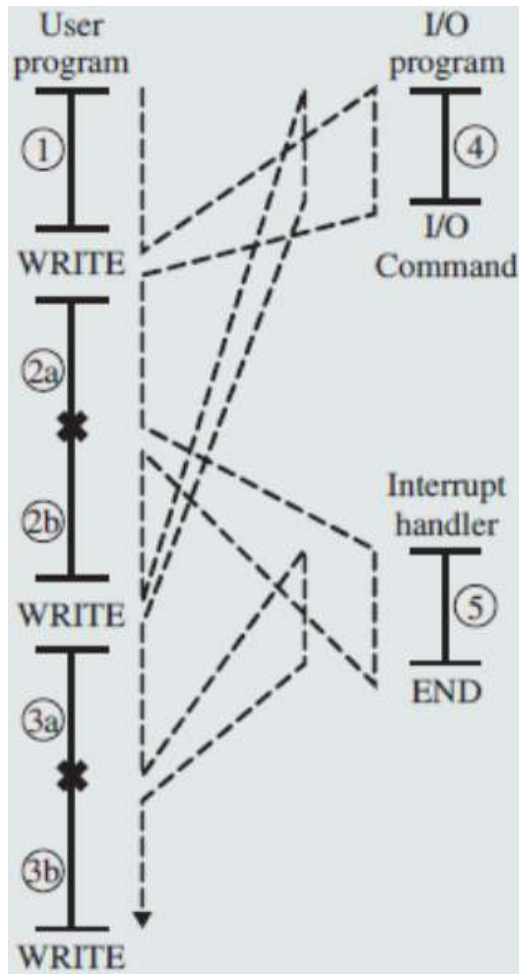 User
program
I/O
program
1
4
WRITE
I/O
Command
2a
2b
Interrupt
handler
5
WRITE
END
3a
3b
WRITE